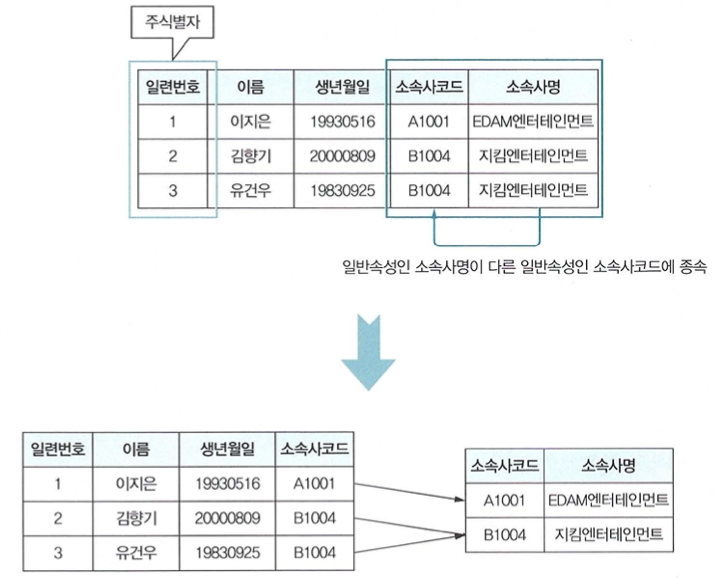 주식별자
일련번호 이름 생년월일 소속사코드 소속사명
1 이지은 19930516 A1001 EDAM엔터테인먼트
2 김향기 20000809 B1004 지킴엔터테인먼트
3 유건우 19830925 B1004 지킴엔터테인먼트
일반속성인 소속사명이 다른 일반속성인 소속사코드에 종속
일련번호 이름 생년월일 소속사코드
1 이지은 19930516 A1001
2 김향기 20000809 B1004
3 유건우 19830925 B1004
소속사코드 소속사명
A1001 EDAM엔터테인먼트
B1004 지킴엔터테인먼트